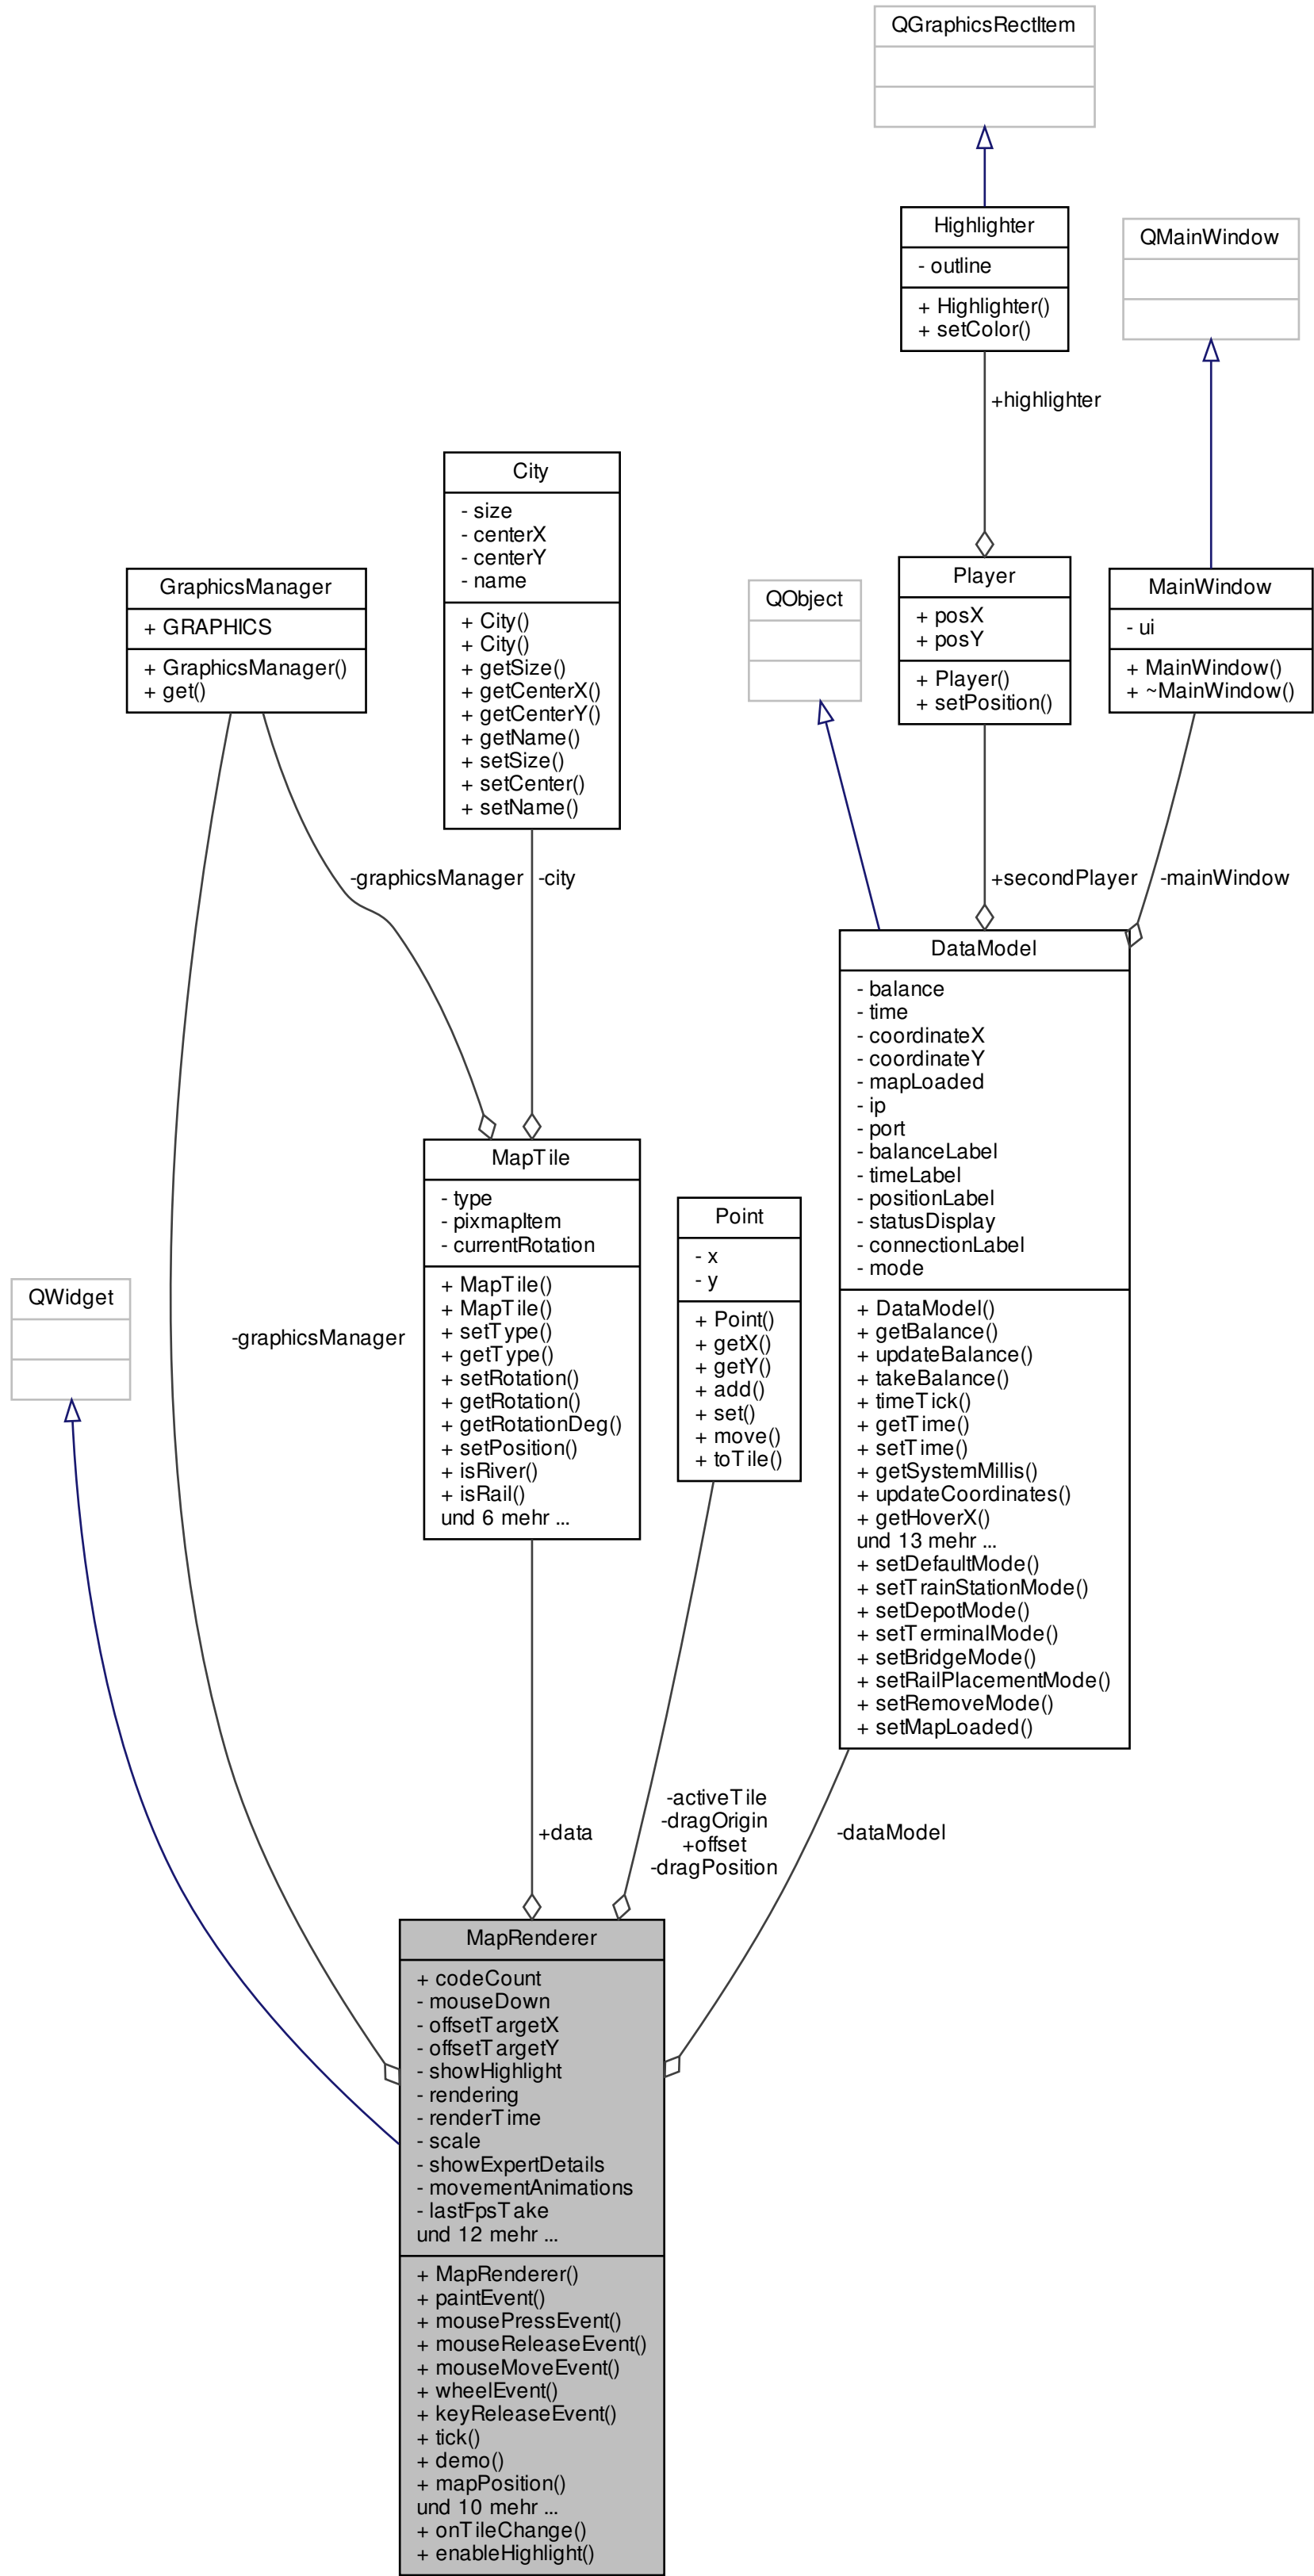 QGraphicsRectItem
Highlighter
- outline
+ Highlighter()
+ setColor()
QMainWindow
+highlighter
City
- size
- centerX
- centerY
- name
+ City()
+ City()
+ getSize()
+ getCenterX()
+ getCenterY()
+ getName()
+ setSize()
+ setCenter()
+ setName()
GraphicsManager
+ GRAPHICS
+ GraphicsManager()
+ get()
QObject
Player
+ posX
+ posY
+ Player()
+ setPosition()
MainWindow
- ui
+ MainWindow()
+ ~MainWindow()
-graphicsManager
-city
+secondPlayer
-mainWindow
DataModel
- balance
- time
- coordinateX
- coordinateY
- mapLoaded
- ip
- port
- balanceLabel
- timeLabel
- positionLabel
- statusDisplay
- connectionLabel
- mode
+ DataModel()
+ getBalance()
+ updateBalance()
+ takeBalance()
+ timeTick()
+ getTime()
+ setTime()
+ getSystemMillis()
+ updateCoordinates()
+ getHoverX()
und 13 mehr ...
+ setDefaultMode()
+ setTrainStationMode()
+ setDepotMode()
+ setTerminalMode()
+ setBridgeMode()
+ setRailPlacementMode()
+ setRemoveMode()
+ setMapLoaded()
MapTile
- type
- pixmapItem
- currentRotation
+ MapTile()
+ MapTile()
+ setType()
+ getType()
+ setRotation()
+ getRotation()
+ getRotationDeg()
+ setPosition()
+ isRiver()
+ isRail()
und 6 mehr ...
Point
- x
- y
+ Point()
+ getX()
+ getY()
+ add()
+ set()
+ move()
+ toTile()
QWidget
-graphicsManager
+data
-activeTile
-dragOrigin
+offset
-dragPosition
-dataModel
MapRenderer
+ codeCount
- mouseDown
- offsetTargetX
- offsetTargetY
- showHighlight
- rendering
- renderTime
- scale
- showExpertDetails
- movementAnimations
- lastFpsTake
und 12 mehr ...
+ MapRenderer()
+ paintEvent()
+ mousePressEvent()
+ mouseReleaseEvent()
+ mouseMoveEvent()
+ wheelEvent()
+ keyReleaseEvent()
+ tick()
+ demo()
+ mapPosition()
und 10 mehr ...
+ onTileChange()
+ enableHighlight()